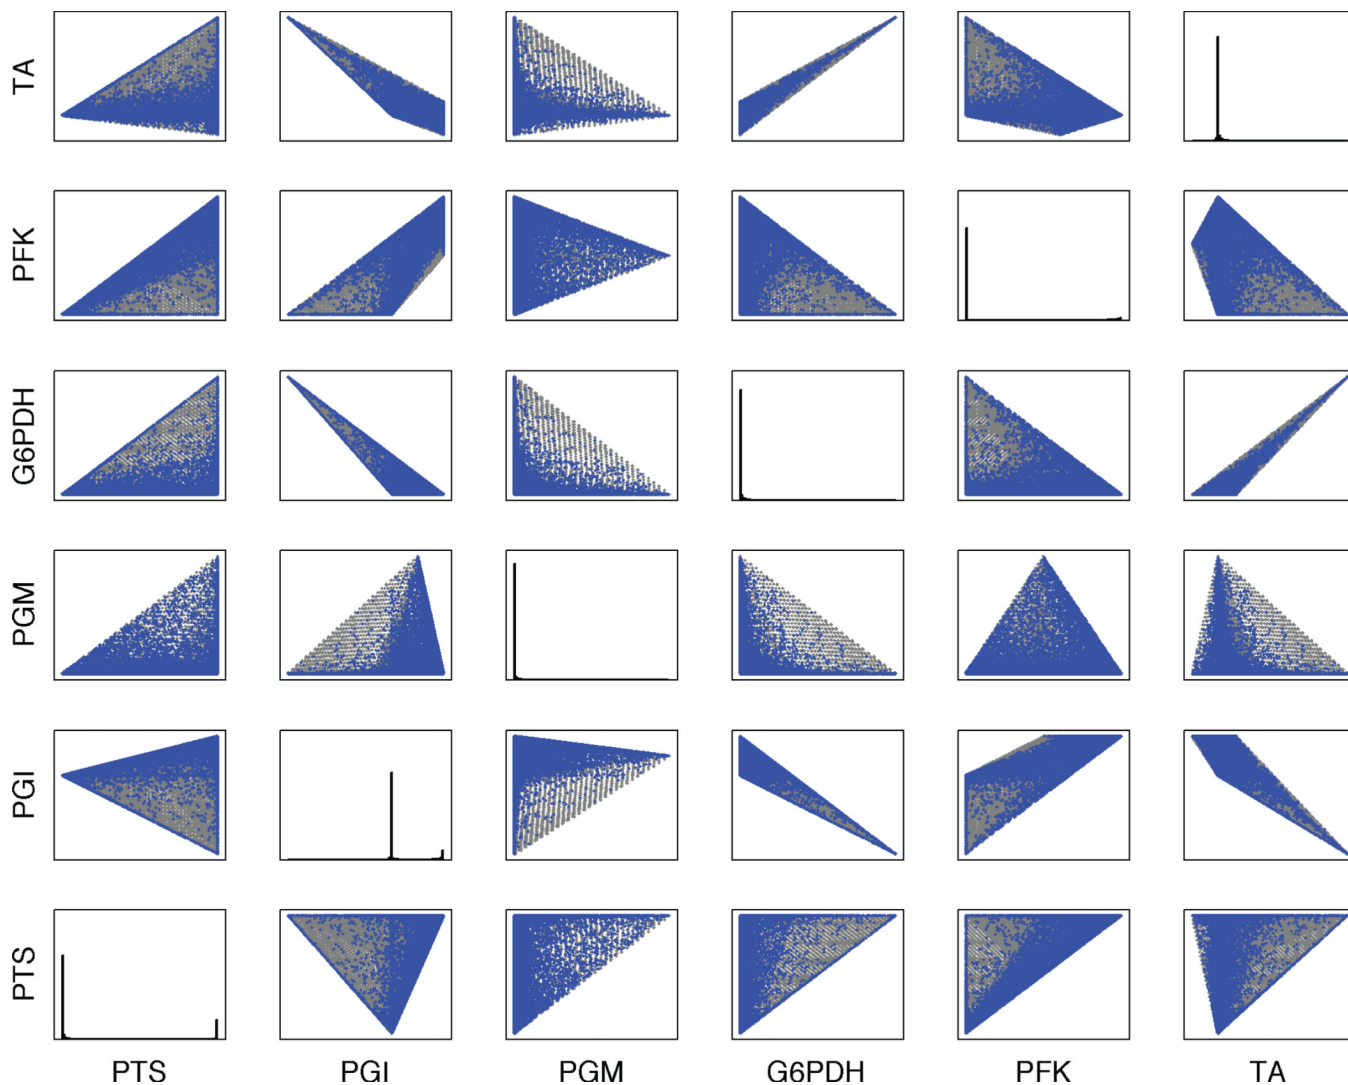 TA
PFK
G6PDH
PGM
PGI
PTS
PTS PGI PGM G6PDH PFK TA